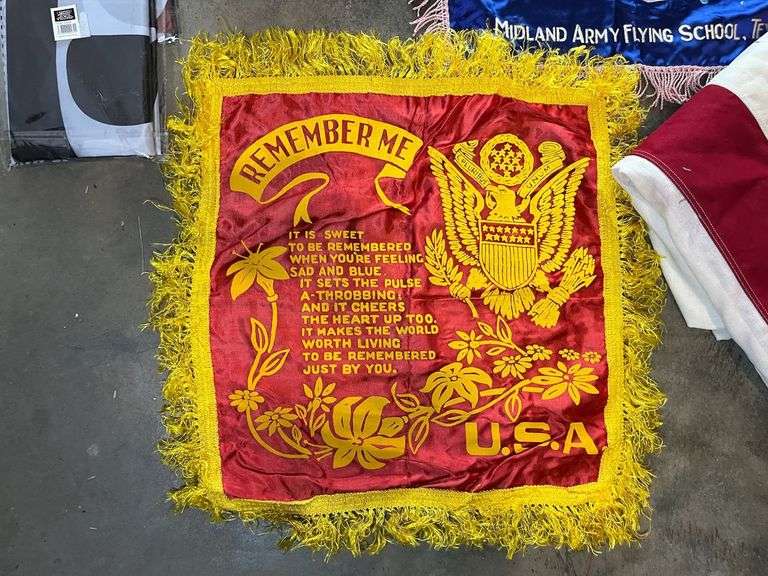 MIDLAND ARMY FLYING SCHOOL, TE
REMEMBER ME
IT IS SWEET
TO BE REMEMBERED
WHEN YOU'RE FEELING
SAD AND BLUE.
IT SETS THE PULSE
A-THROBBING;
AND IT CHEERS
THE HEART UP TOO.
IT MAKES THE WORLD
WORTH LIVING
TO BE REMEMBERED
JUST BY YOU.
U.S.A